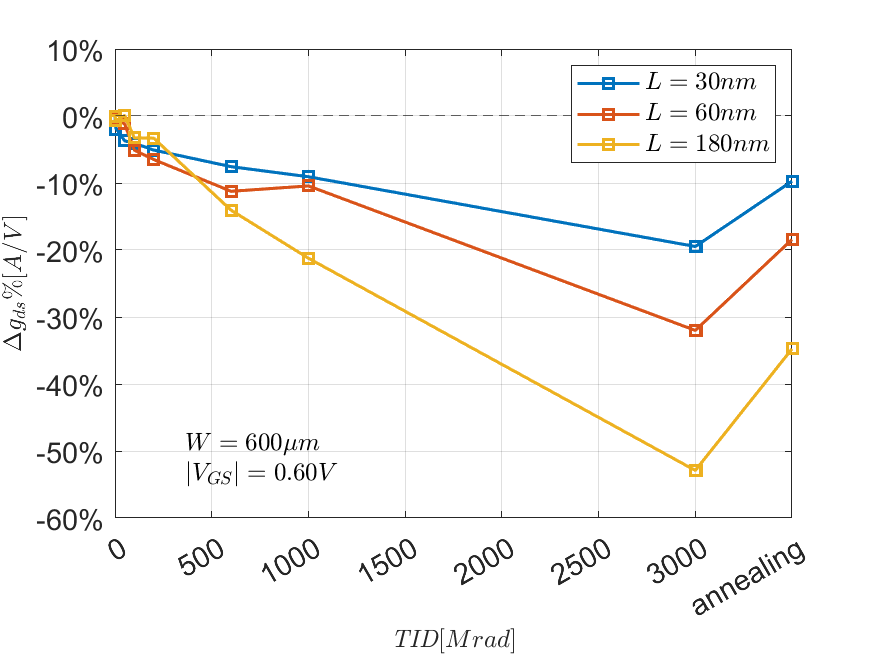 10%
0%
-10%
-20%
-30%
-40%
-50%
-60%
Δg_ds%[A/V]
L = 30nm
L = 60nm
L = 180nm
W = 600μm
|V_GS| = 0.60V
0
500
1000
1500
2000
2500
3000
annealing
TID[Mrad]